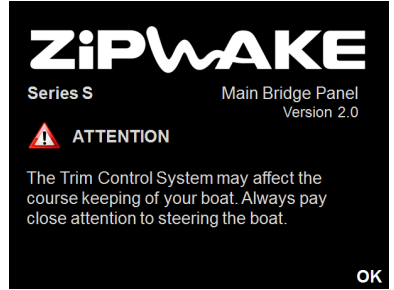 ZiPWAKE
Series S Main Bridge Panel
Version 2.0
ATTENTION
The Trim Control System may affect the
course keeping of your boat. Always pay
close attention to steering the boat.
OK